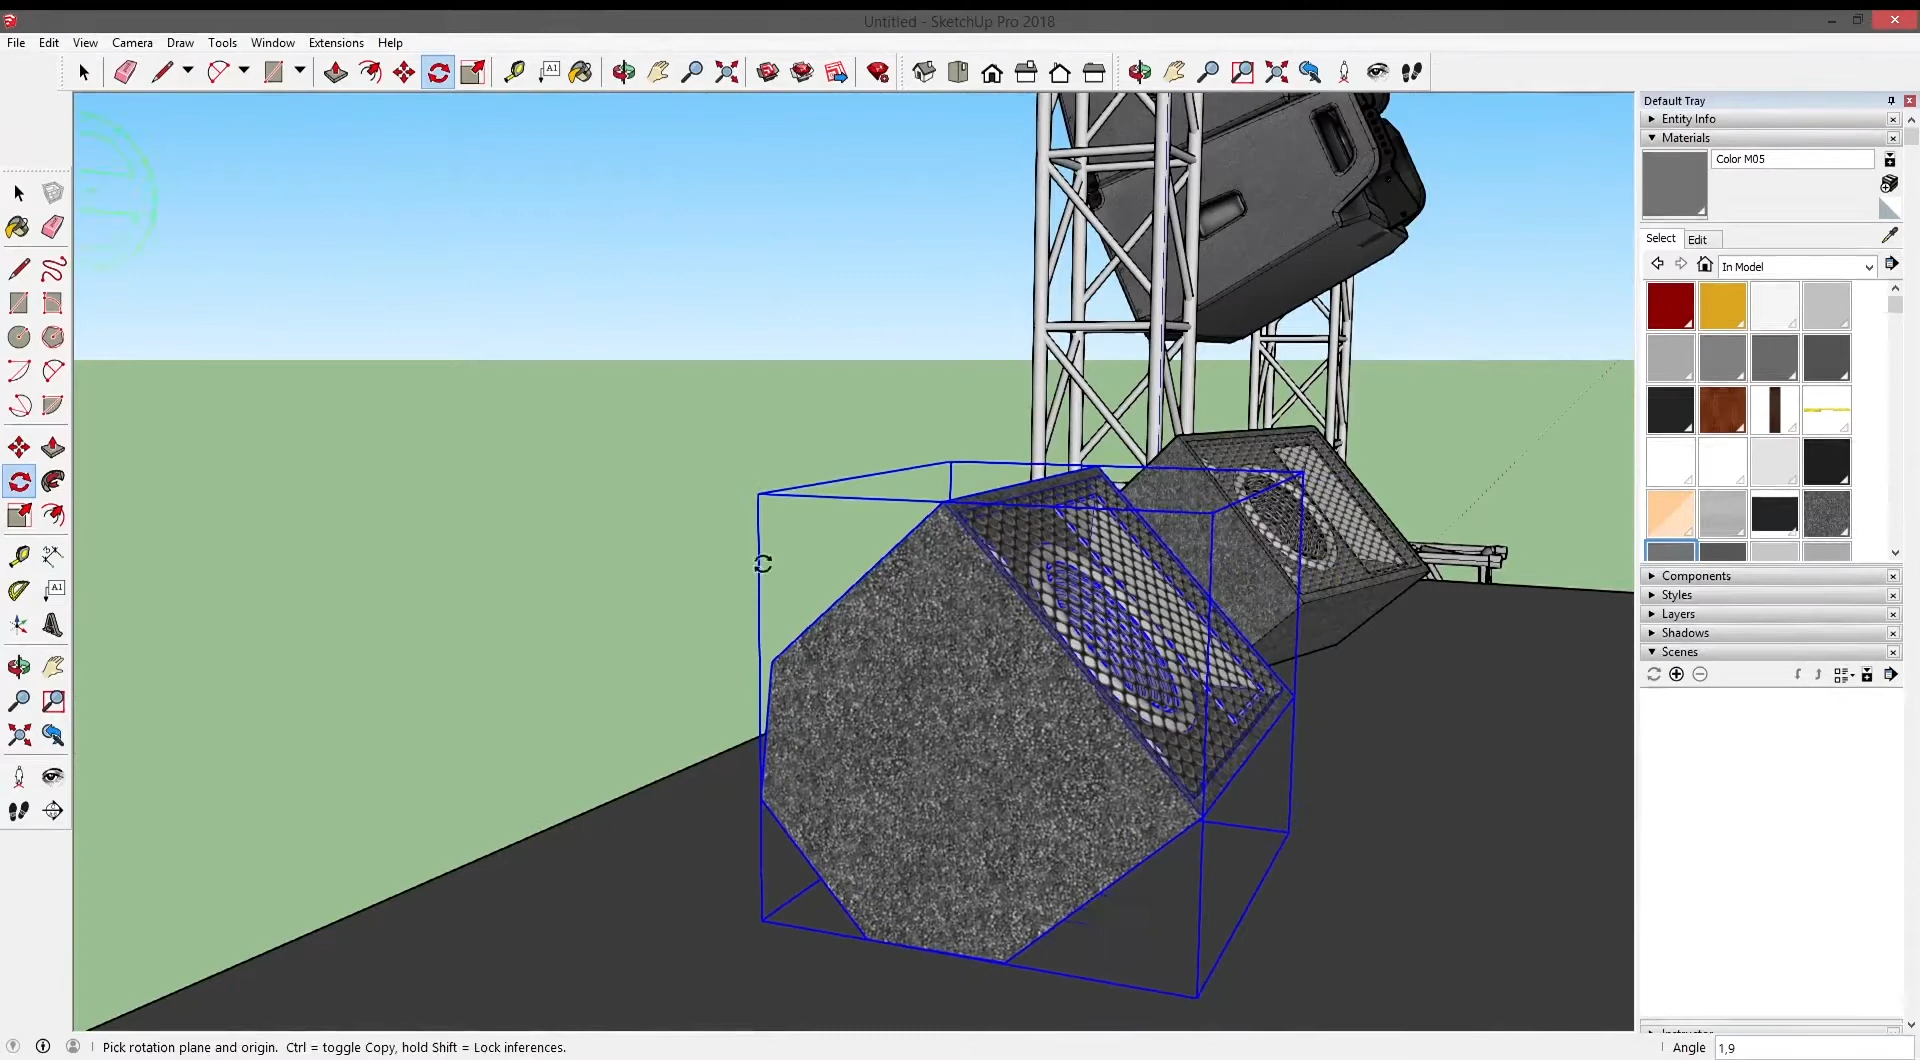 Untitled - SketchUp Pro 2018
File Edit View Camera Draw Tools Window Extensions Help
A1
Default Tray
Entity Info
Materials
Color M05
Select Edit
In Model
A1
Components
Styles
Layers
Shadows
Scenes
Pick rotation plane and origin. Ctrl = toggle Copy, hold Shift = Lock inferences.
Angle 1,9